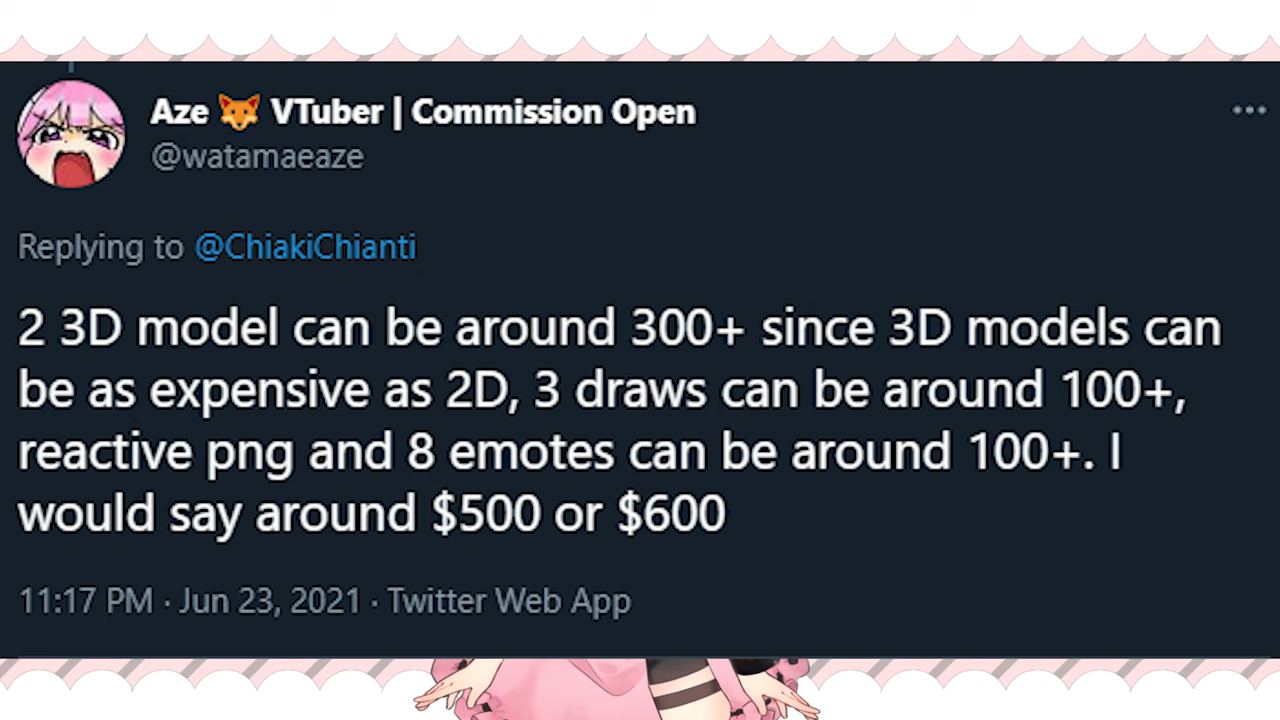 Aze 🦊 VTuber | Commission Open
@watamaeaze
Replying to @ChiakiChianti
2 3D model can be around 300+ since 3D models can
be as expensive as 2D, 3 draws can be around 100+,
reactive png and 8 emotes can be around 100+. I
would say around $500 or $600
11:17 PM · Jun 23, 2021 · Twitter Web App